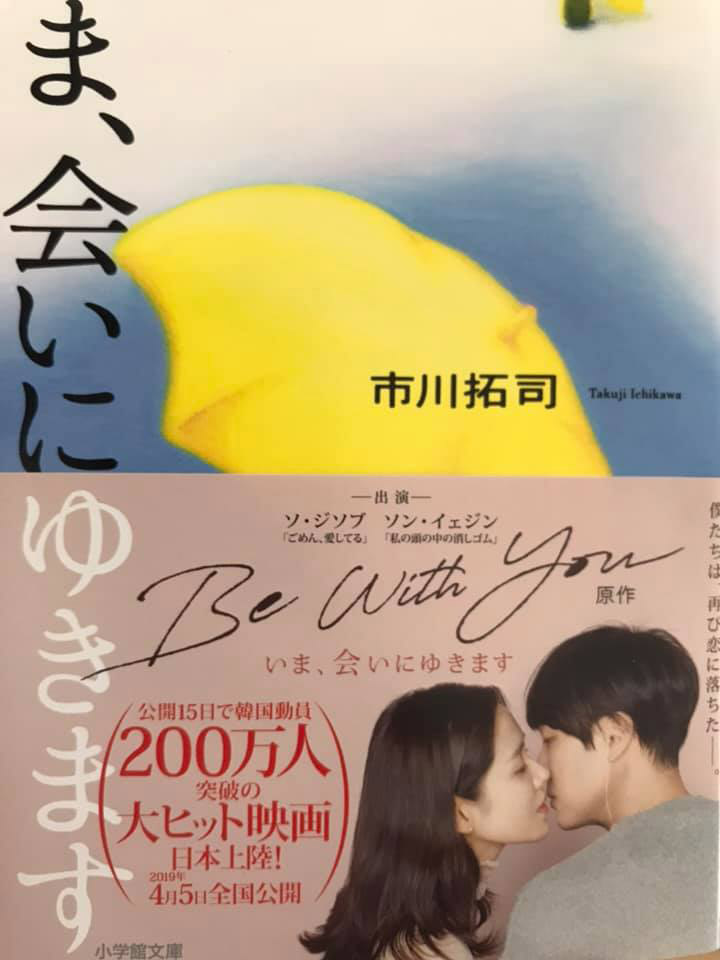 ま、会いにゆきます
市川拓司
Takuji Ichikawa
―出演―
ソ・ジソブ ソン・イェジン
「ごめん、愛してる」 「私の頭の中の消しゴム」
Be With You
原作
いま、会いにゆきます
僕たちは、再び恋に落ちた―。
公開15日で韓国動員
200万人
突破の
大ヒット映画
日本上陸!
2019年
4月5日全国公開
小学館文庫